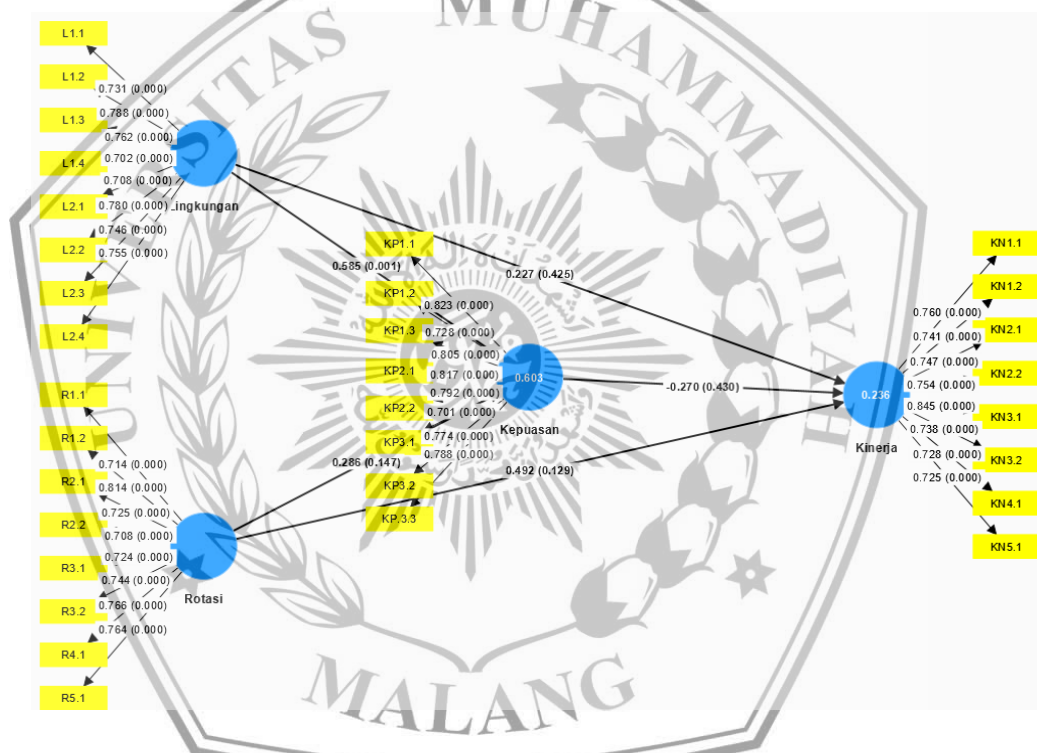 UNIVERSITAS MUHAMMADIYAH
MALANG
L1.1
L1.2
L1.3
L1.4
L2.1
L2.2
L2.3
L2.4
0.731 (0.000)
0.788 (0.000)
0.762 (0.000)
0.702 (0.000)
0.708 (0.000)
0.780 (0.000)
0.746 (0.000)
0.755 (0.000)
Lingkungan
R1.1
R1.2
R2.1
R2.2
R3.1
R3.2
R4.1
R5.1
0.714 (0.000)
0.814 (0.000)
0.725 (0.000)
0.708 (0.000)
0.724 (0.000)
0.744 (0.000)
0.766 (0.000)
0.764 (0.000)
Rotasi
0.585 (0.001)
0.227 (0.425)
0.286 (0.147)
0.492 (0.129)
-0.270 (0.430)
KP1.1
KP1.2
KP1.3
KP2.1
KP2.2
KP3.1
KP3.2
KP.3.3
0.823 (0.000)
0.728 (0.000)
0.805 (0.000)
0.817 (0.000)
0.792 (0.000)
0.701 (0.000)
0.774 (0.000)
0.788 (0.000)
0.603
Kepuasan
0.236
Kinerja
0.760 (0.000)
0.741 (0.000)
0.747 (0.000)
0.754 (0.000)
0.845 (0.000)
0.738 (0.000)
0.728 (0.000)
0.725 (0.000)
KN1.1
KN1.2
KN2.1
KN2.2
KN3.1
KN3.2
KN4.1
KN5.1